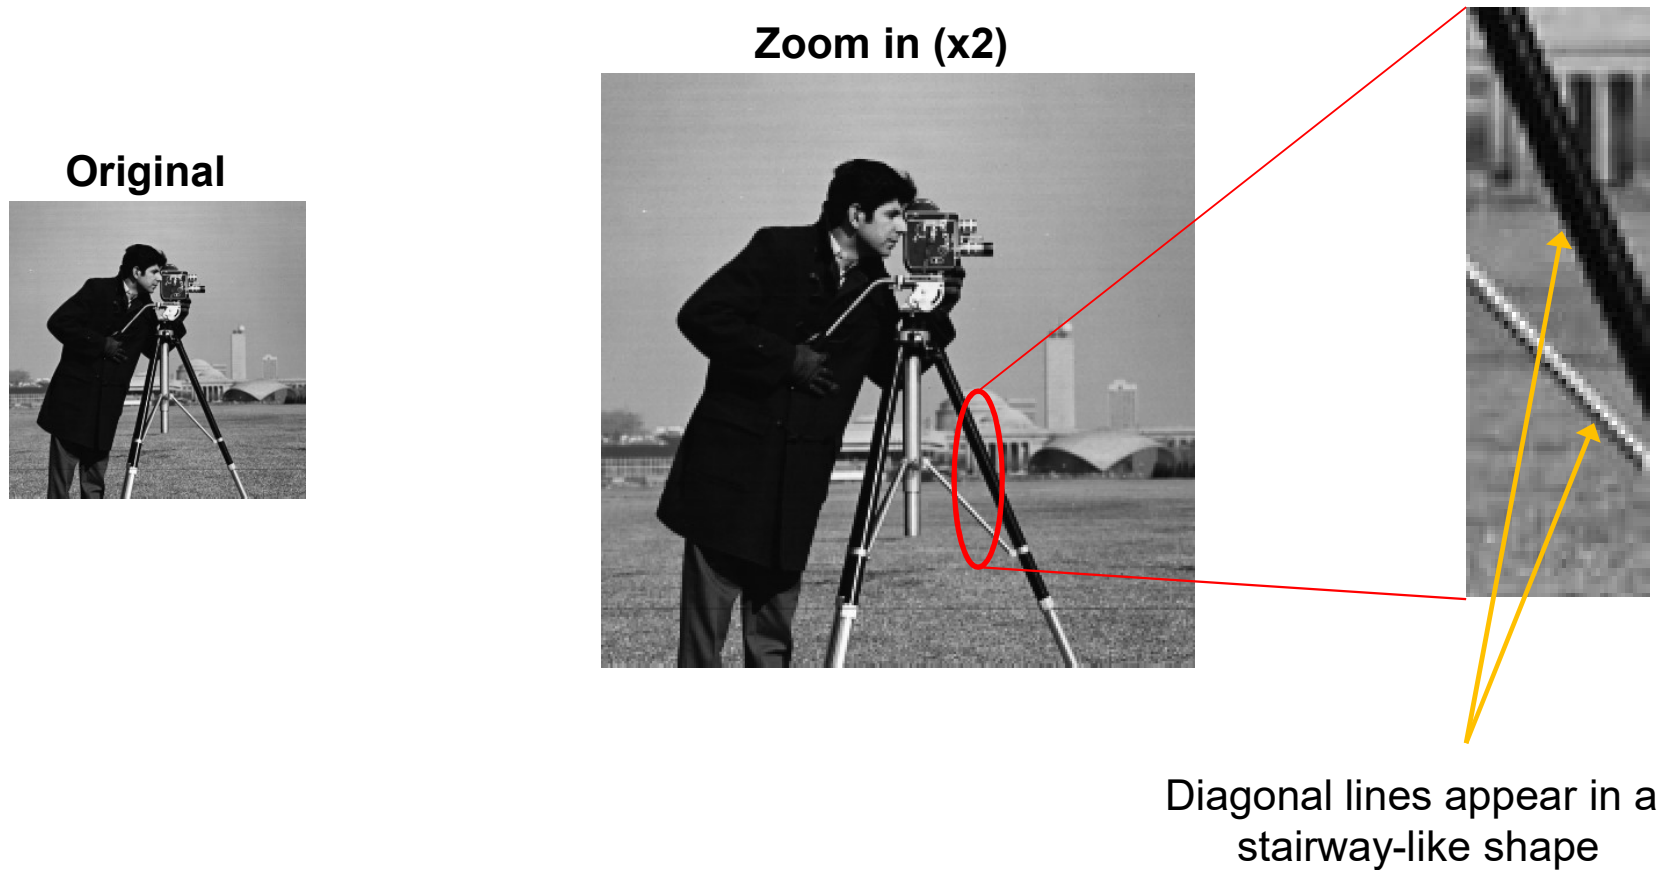 Original
Zoom in (x2)
Diagonal lines appear in a
stairway-like shape